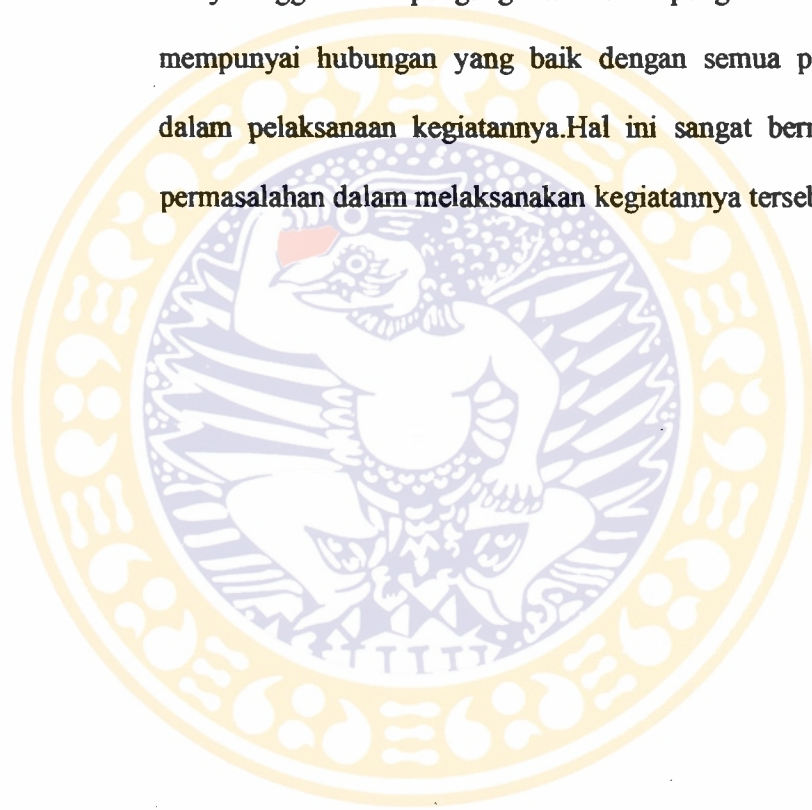 mempunyai hubungan yang baik dengan semua p
dalam pelaksanaan kegiatannya.Hal ini sangat
permasalahan dalam melaksanakan kegiatannya